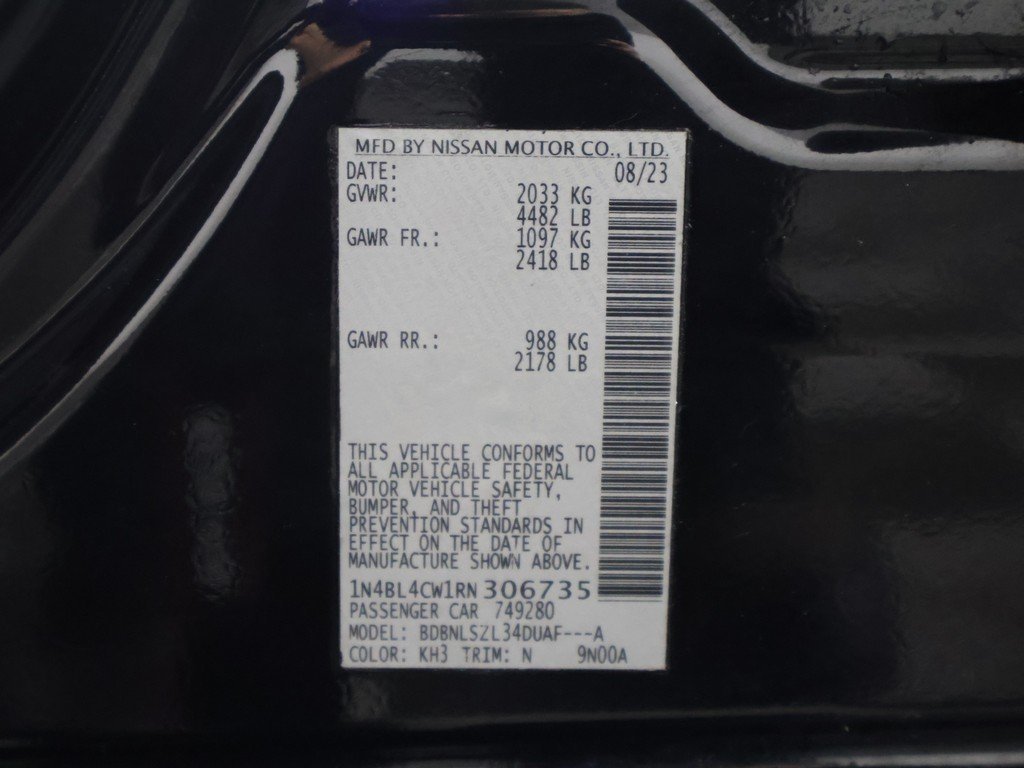 MFD BY NISSAN MOTOR CO., LTD.
DATE: 08/23
GVWR: 2033 KG
4482 LB
GAWR FR.: 1097 KG
2418 LB
GAWR RR.: 988 KG
2178 LB
THIS VEHICLE CONFORMS TO
ALL APPLICABLE FEDERAL
MOTOR VEHICLE SAFETY,
BUMPER, AND THEFT
PREVENTION STANDARDS IN
EFFECT ON THE DATE OF
MANUFACTURE SHOWN ABOVE.
1N4BL4CW1RN306735
PASSENGER CAR 749280
MODEL: BDBNLSZL34DUAF---A
COLOR: KH3 TRIM: N 9N00A